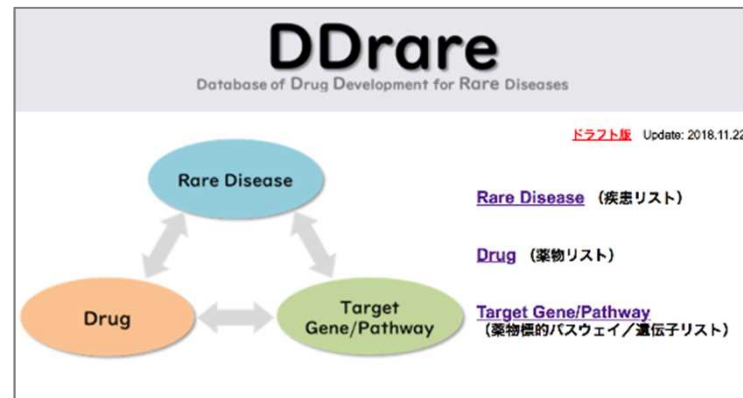 DDrare
Database of Drug Development for Rare Diseases
ドラフト版 Update: 2018.11.22
Rare Disease
Rare Disease （疾患リスト）
Drug （薬物リスト）
Drug
Target
Gene/Pathway
Target Gene/Pathway
（薬物標的パスウェイ／遺伝子リスト）